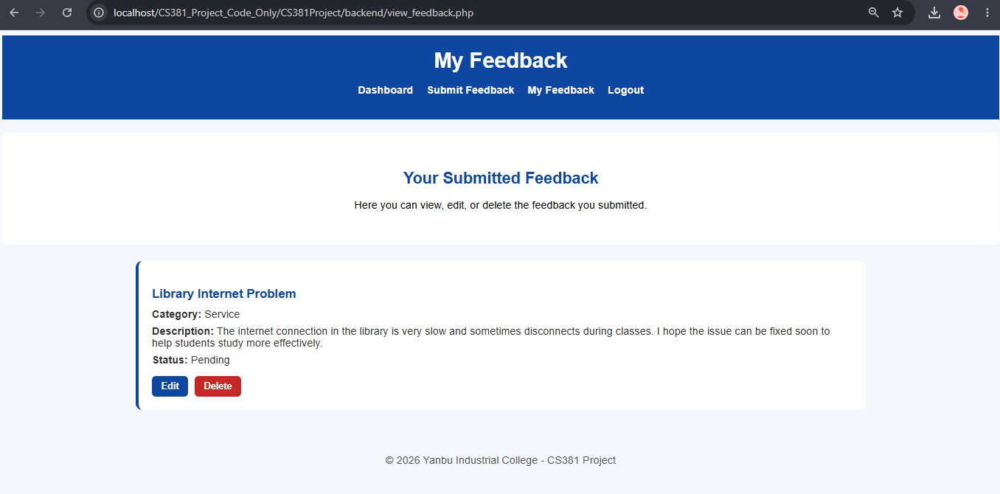 localhost/CS381_Project_Code_Only/CS381Project/backend/view_feedback.php
My Feedback
Dashboard Submit Feedback My Feedback Logout
Your Submitted Feedback
Here you can view, edit, or delete the feedback you submitted.
Library Internet Problem
Category: Service
Description: The internet connection in the library is very slow and sometimes disconnects during classes. I hope the issue can be fixed soon to
help students study more effectively.
Status: Pending
Edit Delete
© 2026 Yanbu Industrial College - CS381 Project